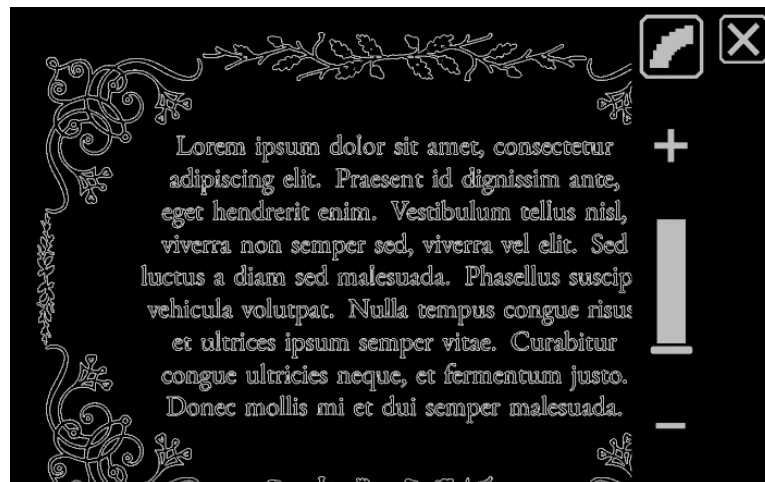 Lorem ipsum dolor sit amet, consectetur
adipiscing elit. Praesent id dignissim ante,
eget hendrerit enim. Vestibulum tellus nisl,
viverra non semper sed, viverra vel elit. Sed
luctus a diam sed malesuada. Phasellus suscip
vehicula volutpat. Nulla tempus congue risus
et ultrices ipsum semper vitae. Curabitur
congue ultricies neque, et fermentum justo.
Donec mollis mi et dui semper malesuada.